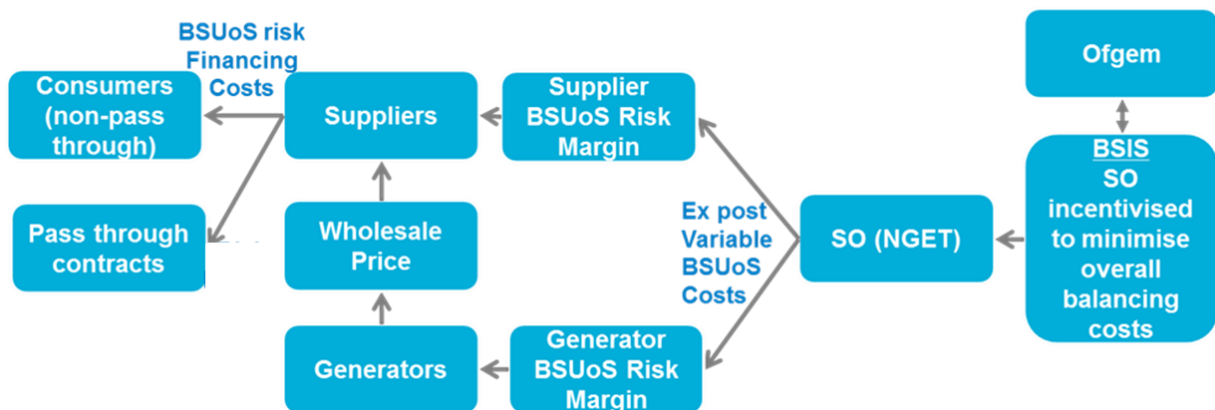 BSUoS risk
Financing
Costs
Consumers
(non-pass
through)
Suppliers
Supplier
BSUoS Risk
Margin
Ofgem
Pass through
contracts
Wholesale
Price
Ex post
Variable
BSUoS
Costs
SO (NGET)
BSIS
SO
incentivised
to minimise
overall
balancing
costs
Generators
Generator
BSUoS Risk
Margin